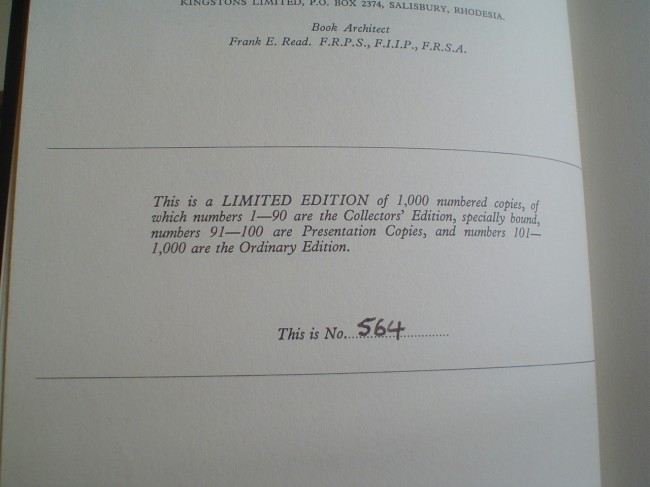 KINGSTONS LIMITED, P.O. BOX 2374, SALISBURY, RHODESIA.
Book Architect
Frank E. Read. F.R.P.S., F.I.I.P., F.R.S.A.
This is a LIMITED EDITION of 1,000 numbered copies, of
which numbers 1—90 are the Collectors' Edition, specially bound,
numbers 91—100 are Presentation Copies, and numbers 101—
1,000 are the Ordinary Edition.
This is No. 564